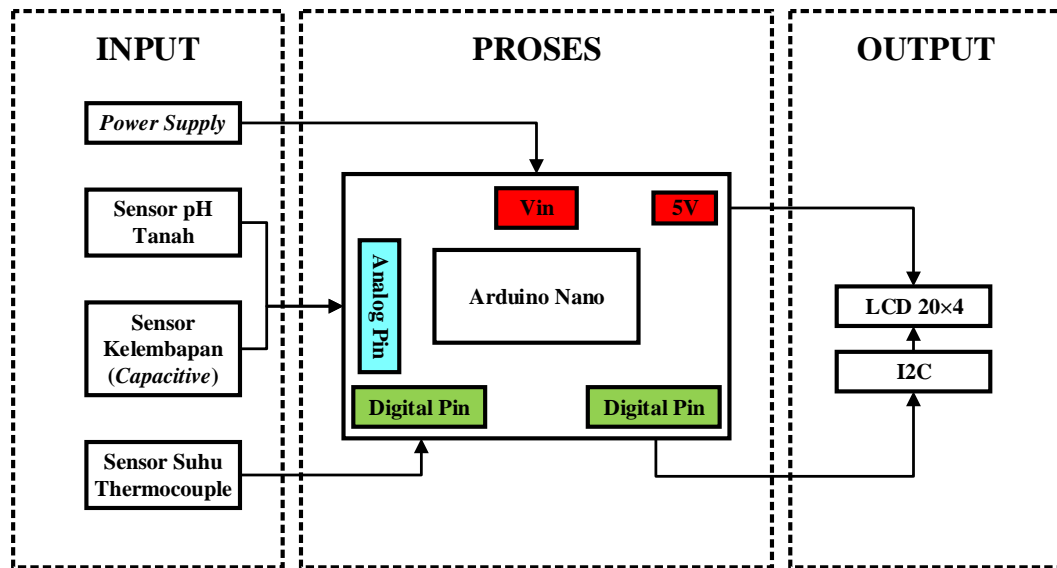 INPUT
PROSES
OUTPUT
Power Supply
Sensor pH
Tanah
Sensor
Kelembapan
(Capacitive)
Sensor Suhu
Thermocouple
Vin
5V
Analog Pin
Arduino Nano
Digital Pin
Digital Pin
LCD 20×4
I2C